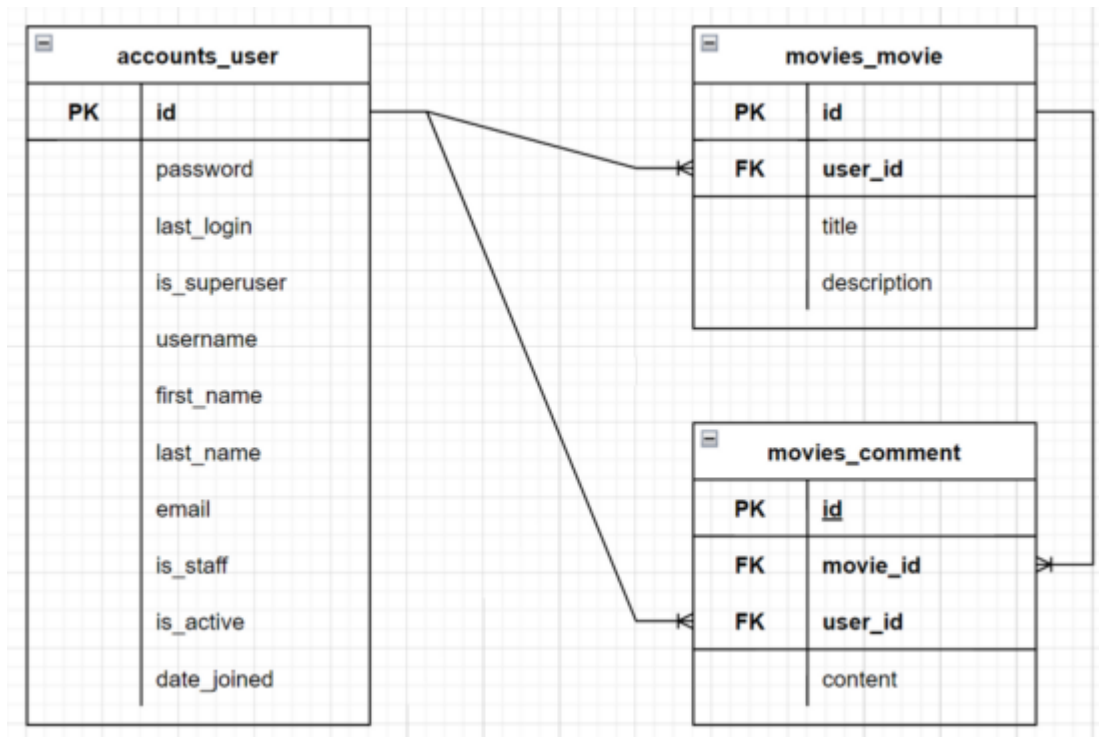 accounts_user
PK id
password
last_login
is_superuser
username
first_name
last_name
email
is_staff
is_active
date_joined
movies_movie
PK id
FK user_id
title
description
movies_comment
PK id
FK movie_id
FK user_id
content